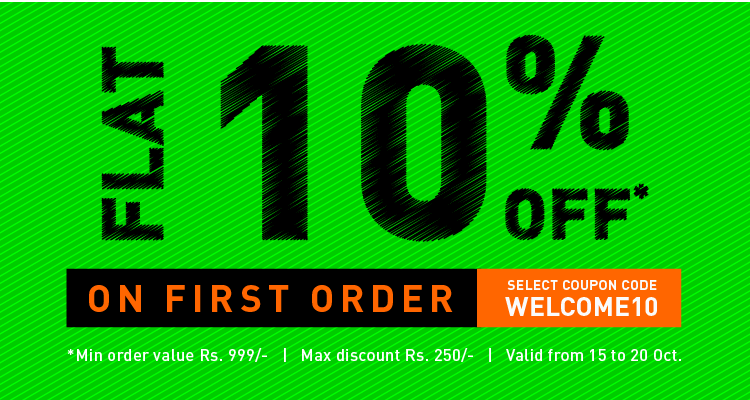 FLAT
10%
OFF*
ON FIRST ORDER
SELECT COUPON CODE
WELCOME10
*Min order value Rs. 999/- | Max discount Rs. 250/- | Valid from 15 to 20 Oct.